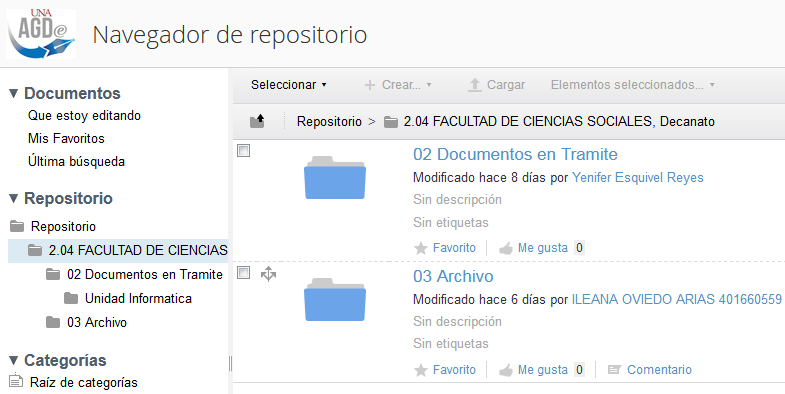 UNA
AGD@
Navegador de repositorio
Documentos
Que estoy editando
Mis Favoritos
Última búsqueda
Repositorio
Repositorio
2.04 FACULTAD DE CIENCIAS
02 Documentos en Tramite
Unidad Informatica
03 Archivo
Categorías
Raíz de categorías
Seleccionar
Crear...
Cargar
Elementos seleccionados...
Repositorio > 2.04 FACULTAD DE CIENCIAS SOCIALES, Decanato
02 Documentos en Tramite
Modificado hace 8 días por Yenifer Esquivel Reyes
Sin descripción
Sin etiquetas
Favorito Me gusta 0
03 Archivo
Modificado hace 6 días por ILEANA OVIEDO ARIAS 401660559
Sin descripción
Sin etiquetas
Favorito Me gusta 0 Comentario